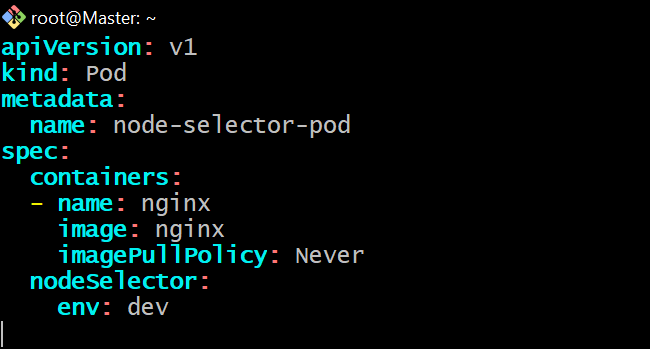 root@Master: ~
apiVersion: v1
kind: Pod
metadata:
  name: node-selector-pod
spec:
  containers:
  - name: nginx
    image: nginx
    imagePullPolicy: Never
  nodeSelector:
    env: dev